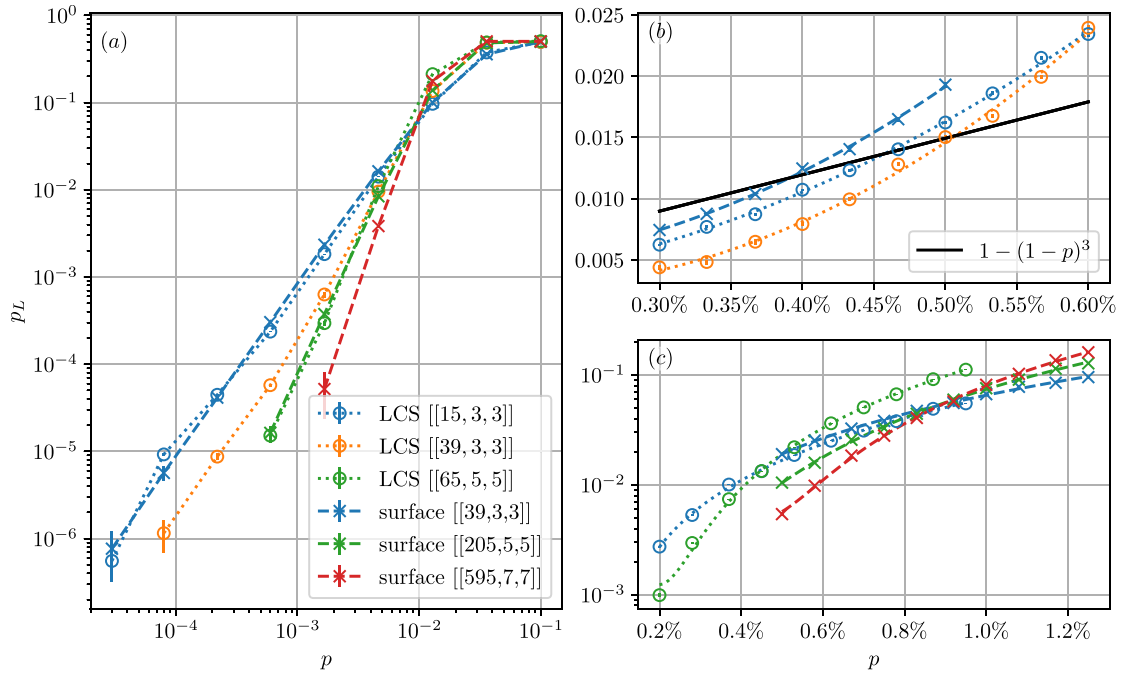 (a)
10^0
10^{-1}
10^{-2}
10^{-3}
10^{-4}
10^{-5}
10^{-6}
p_L
10^{-4}
10^{-3}
10^{-2}
10^{-1}
p
LCS [[15, 3, 3]]
LCS [[39, 3, 3]]
LCS [[65, 5, 5]]
surface [[39,3,3]]
surface [[205,5,5]]
surface [[595,7,7]]
(b)
0.025
0.020
0.015
0.010
0.005
0.30%
0.35%
0.40%
0.45%
0.50%
0.55%
0.60%
1 − (1 − p)^3
(c)
10^{-1}
10^{-2}
10^{-3}
0.2%
0.4%
0.6%
0.8%
1.0%
1.2%
p